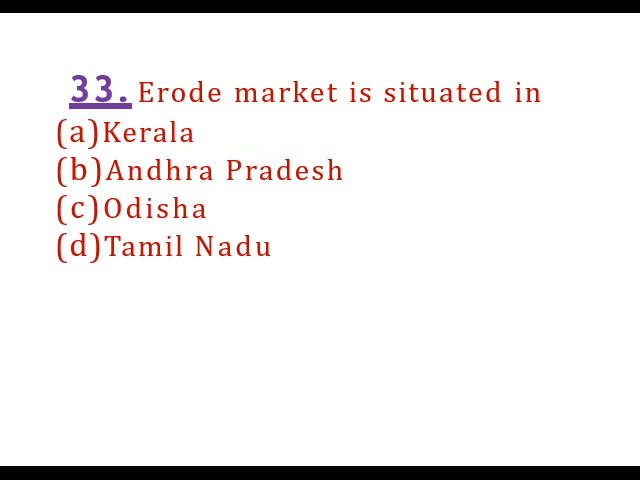 33. Erode market is situated in
(a)Kerala
(b)Andhra Pradesh
(c)Odisha
(d)Tamil Nadu